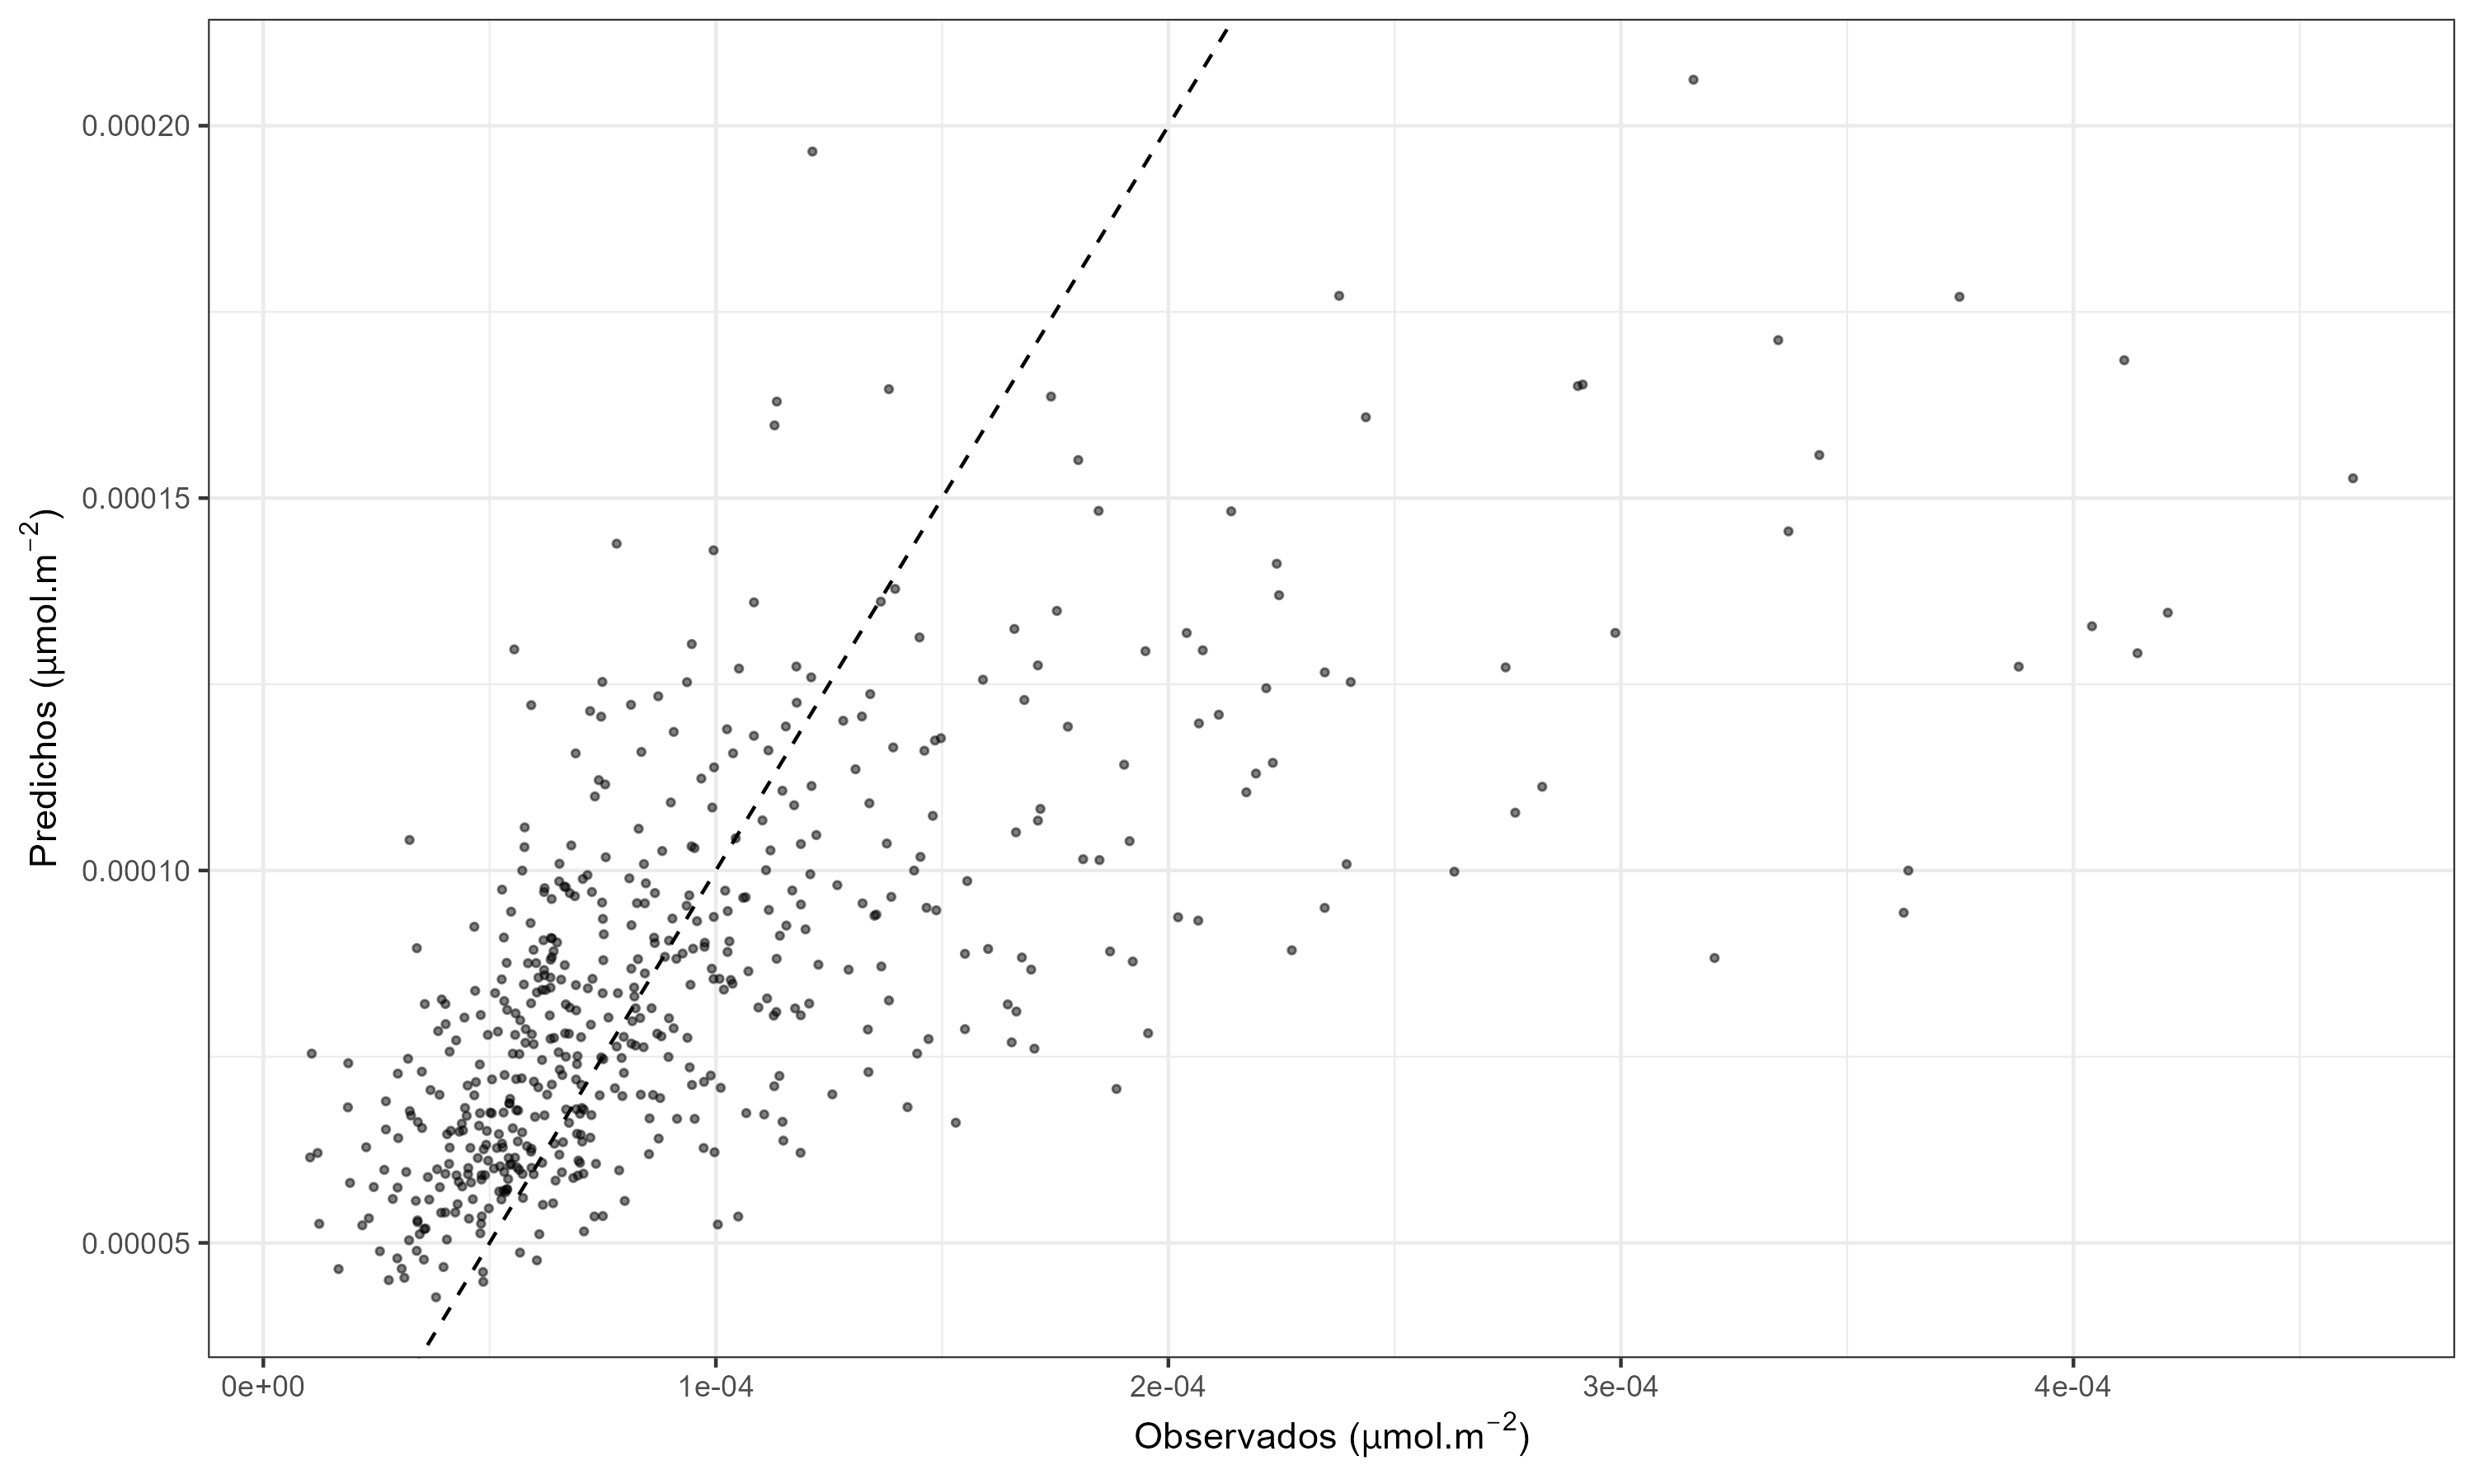 0.00020
0.00015
0.00010
0.00005
Predichos (µmol.m⁻²)
0e+00 1e-04 2e-04 3e-04 4e-04
Observados (µmol.m⁻²)